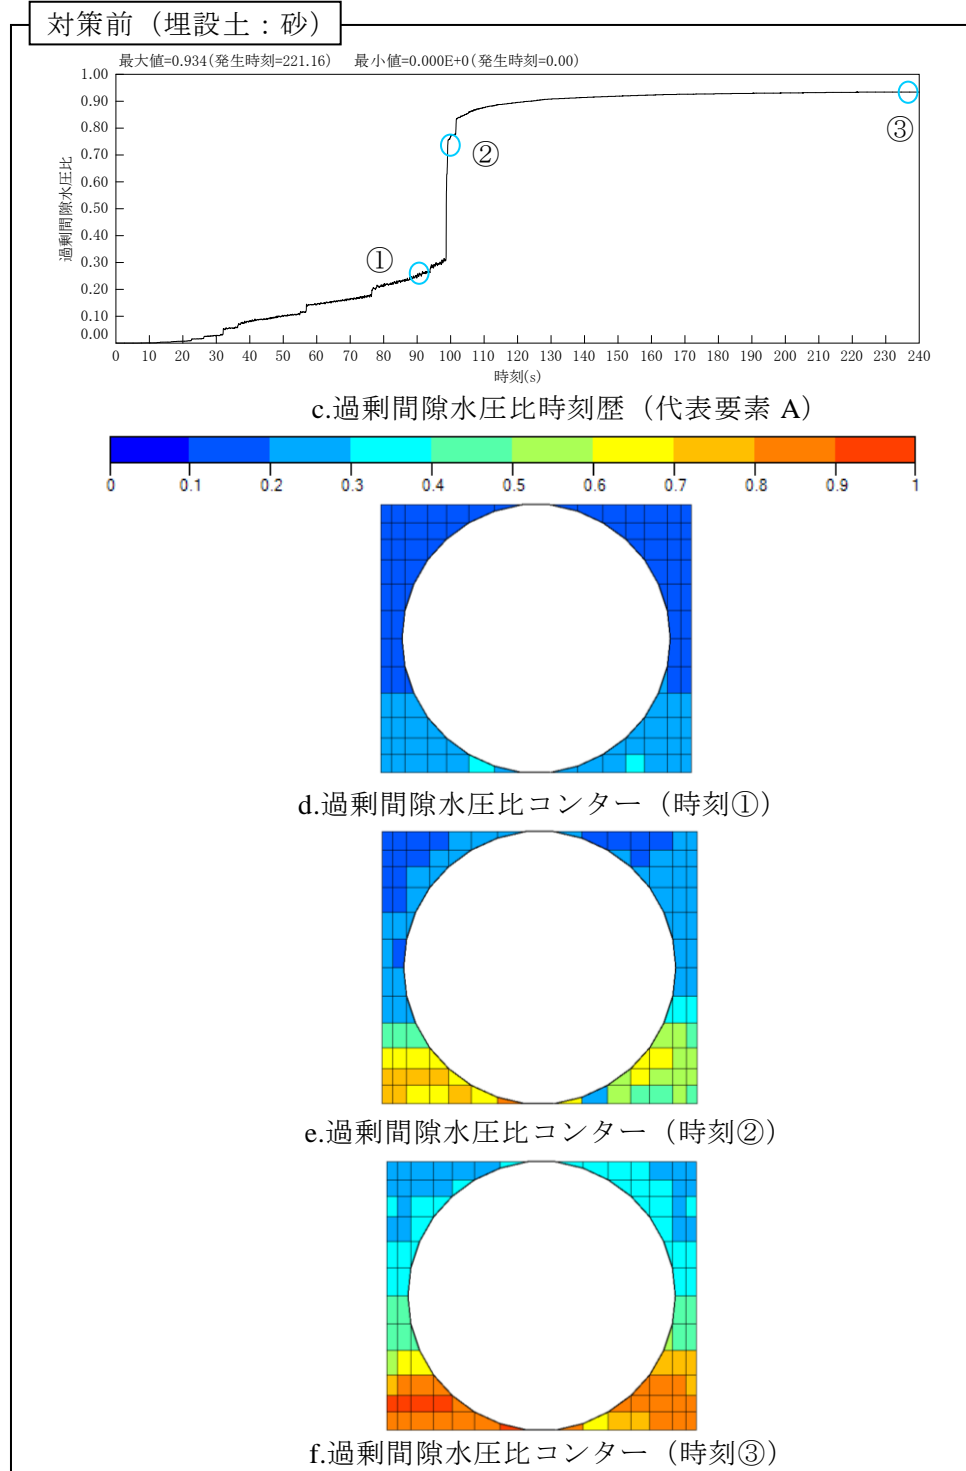 対策前（埋設土：砂）
最大値=0.934(発生時刻=221.16) 最小値=0.000E+0(発生時刻=0.00)
1.00
0.90
0.80
0.70
0.60
0.50
0.40
0.30
0.20
0.10
0.00
過剰間隙水圧比
①
②
③
0 10 20 30 40 50 60 70 80 90 100 110 120 130 140 150 160 170 180 190 200 210 220 230 240
時刻(s)
c.過剰間隙水圧比時刻歴（代表要素 A）
0 0.1 0.2 0.3 0.4 0.5 0.6 0.7 0.8 0.9 1
d.過剰間隙水圧比コンター（時刻①）
e.過剰間隙水圧比コンター（時刻②）
f.過剰間隙水圧比コンター（時刻③）